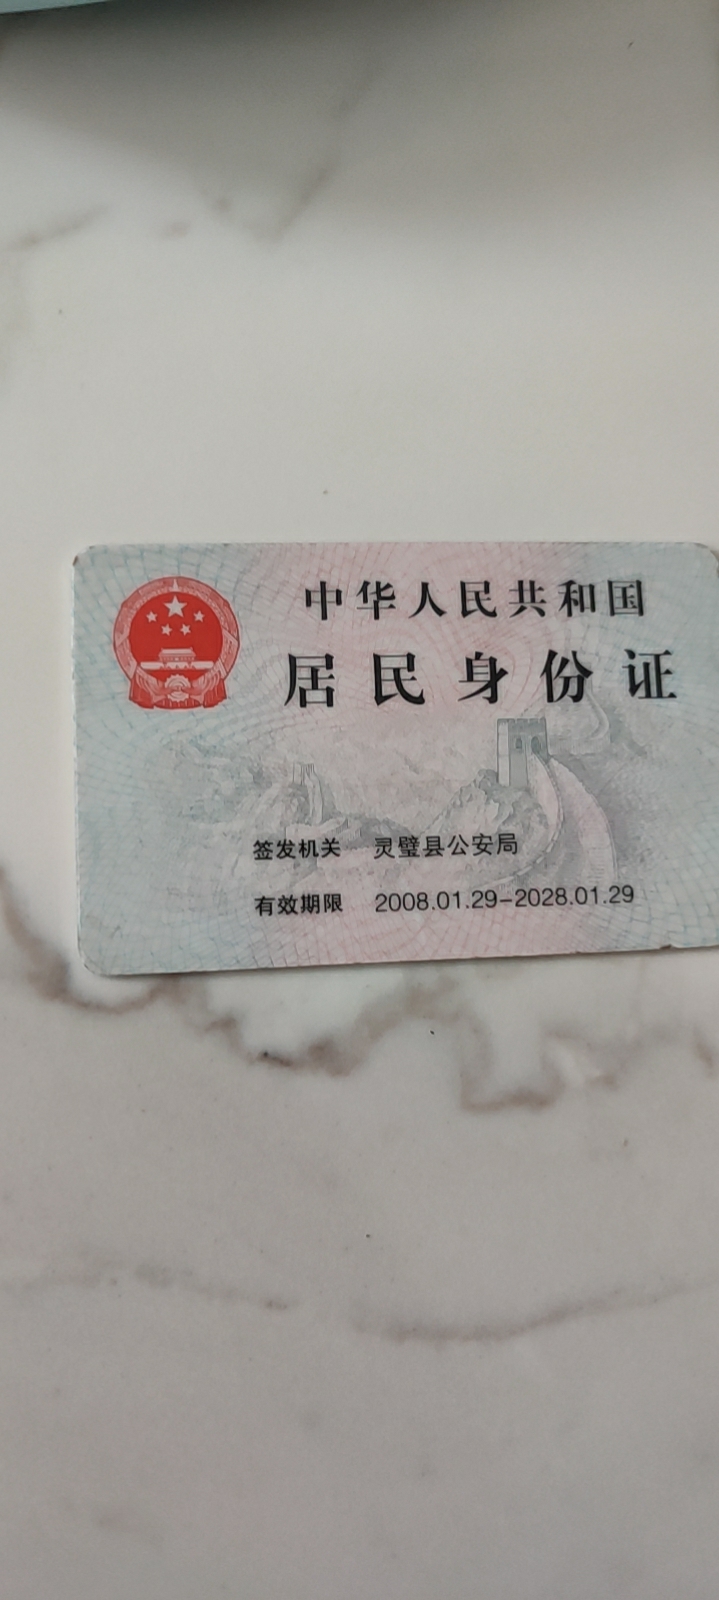 中华人民共和国
居民身份证
签发机关 灵璧县公安局
有效期限 2008.01.29-2028.01.29